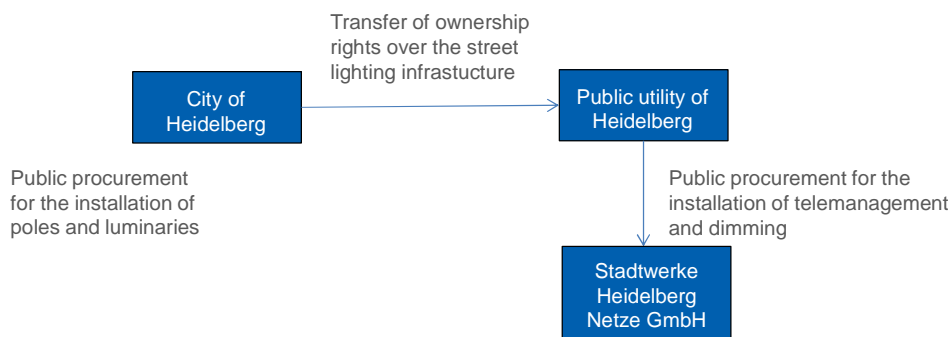 Transfer of ownership
rights over the street
lighting infrastucture
City of
Heidelberg
Public utility of
Heidelberg
Public procurement
for the installation of
poles and luminaries
Public procurement for the
installation of telemanagement
and dimming
Stadtwerke
Heidelberg
Netze GmbH